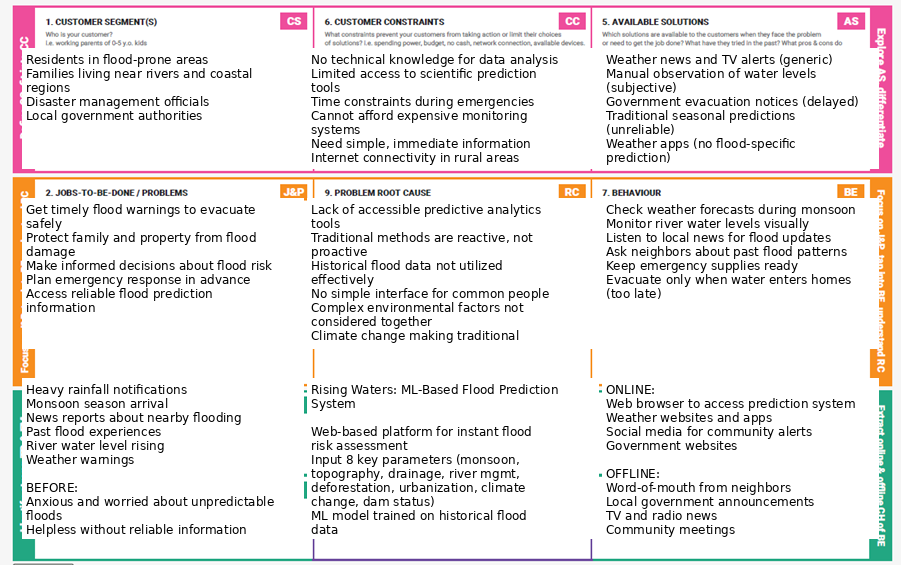 1. CUSTOMER SEGMENT(S)
CS
Who is your customer?
i.e. working parents of 0-5 y.o. kids
Residents in flood-prone areas
Families living near rivers and coastal
regions
Disaster management officials
Local government authorities
6. CUSTOMER CONSTRAINTS
CC
What constraints prevent your customers from taking action or limit their choices
of solutions? i.e. spending power, budget, no cash, network connection, available devices.
No technical knowledge for data analysis
Limited access to scientific prediction
tools
Time constraints during emergencies
Cannot afford expensive monitoring
systems
Need simple, immediate information
Internet connectivity in rural areas
5. AVAILABLE SOLUTIONS
AS
Which solutions are available to the customers when they face the problem
or need to get the job done? What have they tried in the past? What pros & cons do
Weather news and TV alerts (generic)
Manual observation of water levels
(subjective)
Government evacuation notices (delayed)
Traditional seasonal predictions
(unreliable)
Weather apps (no flood-specific
prediction)
Explore AS, differentiate
2. JOBS-TO-BE-DONE / PROBLEMS
J&P
Get timely flood warnings to evacuate
safely
Protect family and property from flood
damage
Make informed decisions about flood risk
Plan emergency response in advance
Access reliable flood prediction
information
9. PROBLEM ROOT CAUSE
RC
Lack of accessible predictive analytics
tools
Traditional methods are reactive, not
proactive
Historical flood data not utilized
effectively
No simple interface for common people
Complex environmental factors not
considered together
Climate change making traditional
7. BEHAVIOUR
BE
Check weather forecasts during monsoon
Monitor river water levels visually
Listen to local news for flood updates
Ask neighbors about past flood patterns
Keep emergency supplies ready
Evacuate only when water enters homes
(too late)
Focus on J&P, tap into BE, understand RC
Heavy rainfall notifications
Monsoon season arrival
News reports about nearby flooding
Past flood experiences
River water level rising
Weather warnings
BEFORE:
Anxious and worried about unpredictable
floods
Helpless without reliable information
Rising Waters: ML-Based Flood Prediction
System
Web-based platform for instant flood
risk assessment
Input 8 key parameters (monsoon,
topography, drainage, river mgmt,
deforestation, urbanization, climate
change, dam status)
ML model trained on historical flood
data
ONLINE:
Web browser to access prediction system
Weather websites and apps
Social media for community alerts
Government websites
OFFLINE:
Word-of-mouth from neighbors
Local government announcements
TV and radio news
Community meetings
Extract online & offline CH of BE